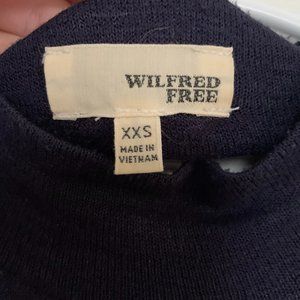 WILFRED
FREE
XXS
MADE IN
VIETNAM